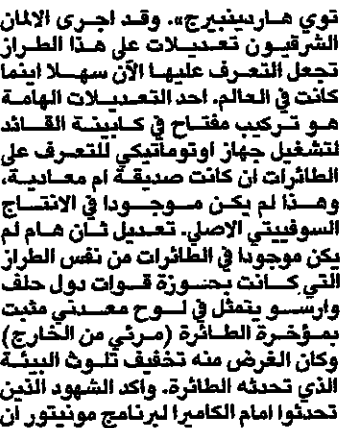 توي هاردينبيرج». وقد اجرى الالمان
الشرقيون تعديلات على هذا الطراز
تجعل التعرف عليها الآن سهلا اينما
كانت في العالم. احد التعديلات الهامة
هو تركيب مفتاح في كابينة القائد
لتشغيل جهاز اوتوماتيكي للتعرف على
الطائرات ان كانت صديقة ام معادية،
وهذا لم يكن موجودا في الانتاج
السوفييتي الاصلي. تعديل ثان هام لم
يكن موجودا في الطائرات من نفس الطراز
التي كانت بحوزة قوات دول حلف
وارسو يتمثل في لوح معدني مثبت
بمؤخرة الطائرة (مرئي من الخارج)
وكان الغرض منه تخفيف تلوث البيئة
الذي تحدثه الطائرة. واكد الشهود الذين
تحدثوا امام الكاميرا لبرنامج مونيتور ان